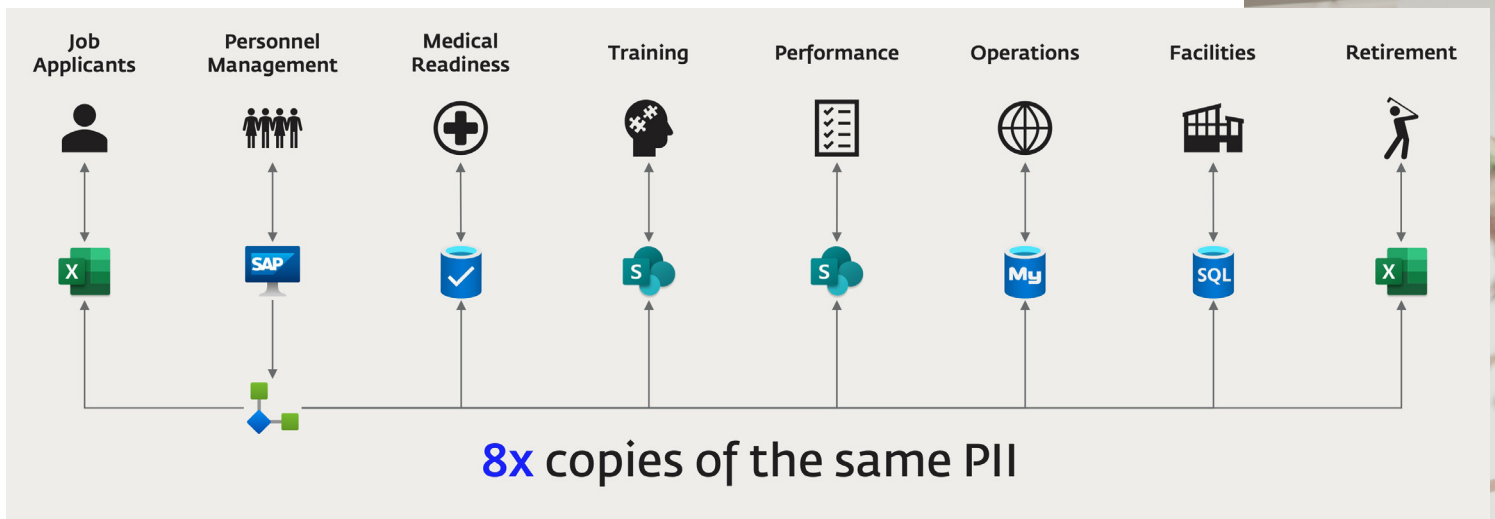 Job
Applicants
Personnel
Management
Medical
Readiness
Training
Performance
Operations
Facilities
Retirement
X
SAP
S
S
My
SQL
X
8x copies of the same PII